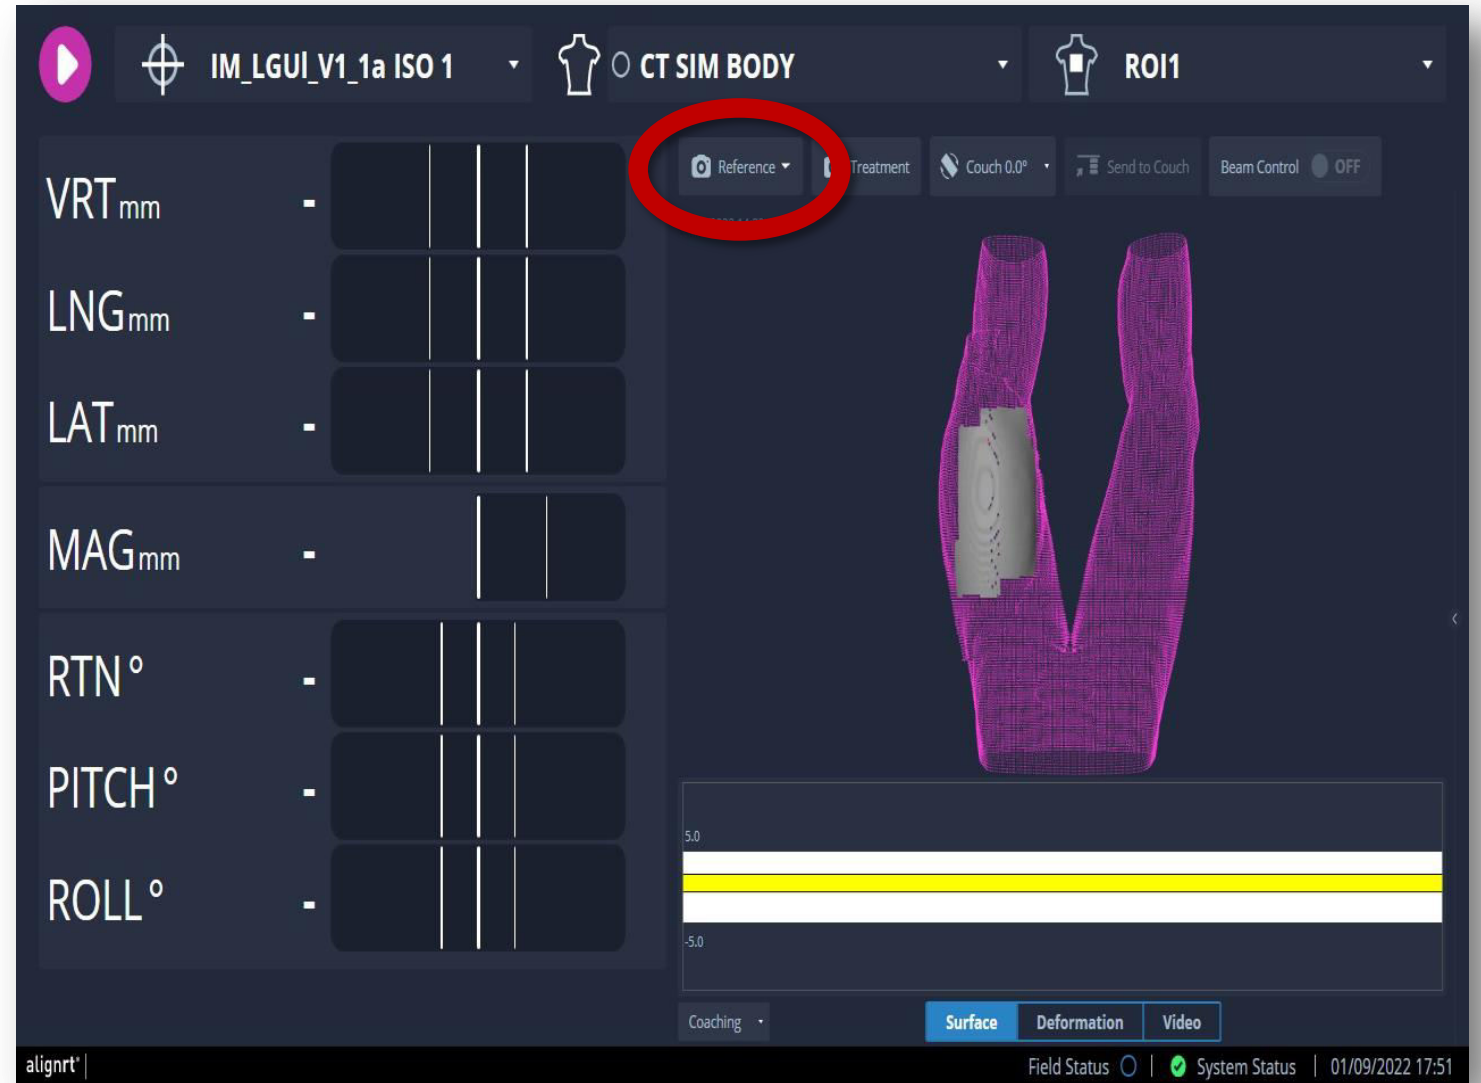 IM_LGUl_V1_1a ISO 1
CT SIM BODY
ROI1
Reference
Treatment
Couch 0.0°
Send to Couch
Beam Control
OFF
VRT mm -
LNG mm -
LAT mm -
MAG mm -
RTN° -
PITCH° -
ROLL° -
5.0
-5.0
Coaching
Surface
Deformation
Video
alignrt®
Field Status
System Status
01/09/2022 17:51